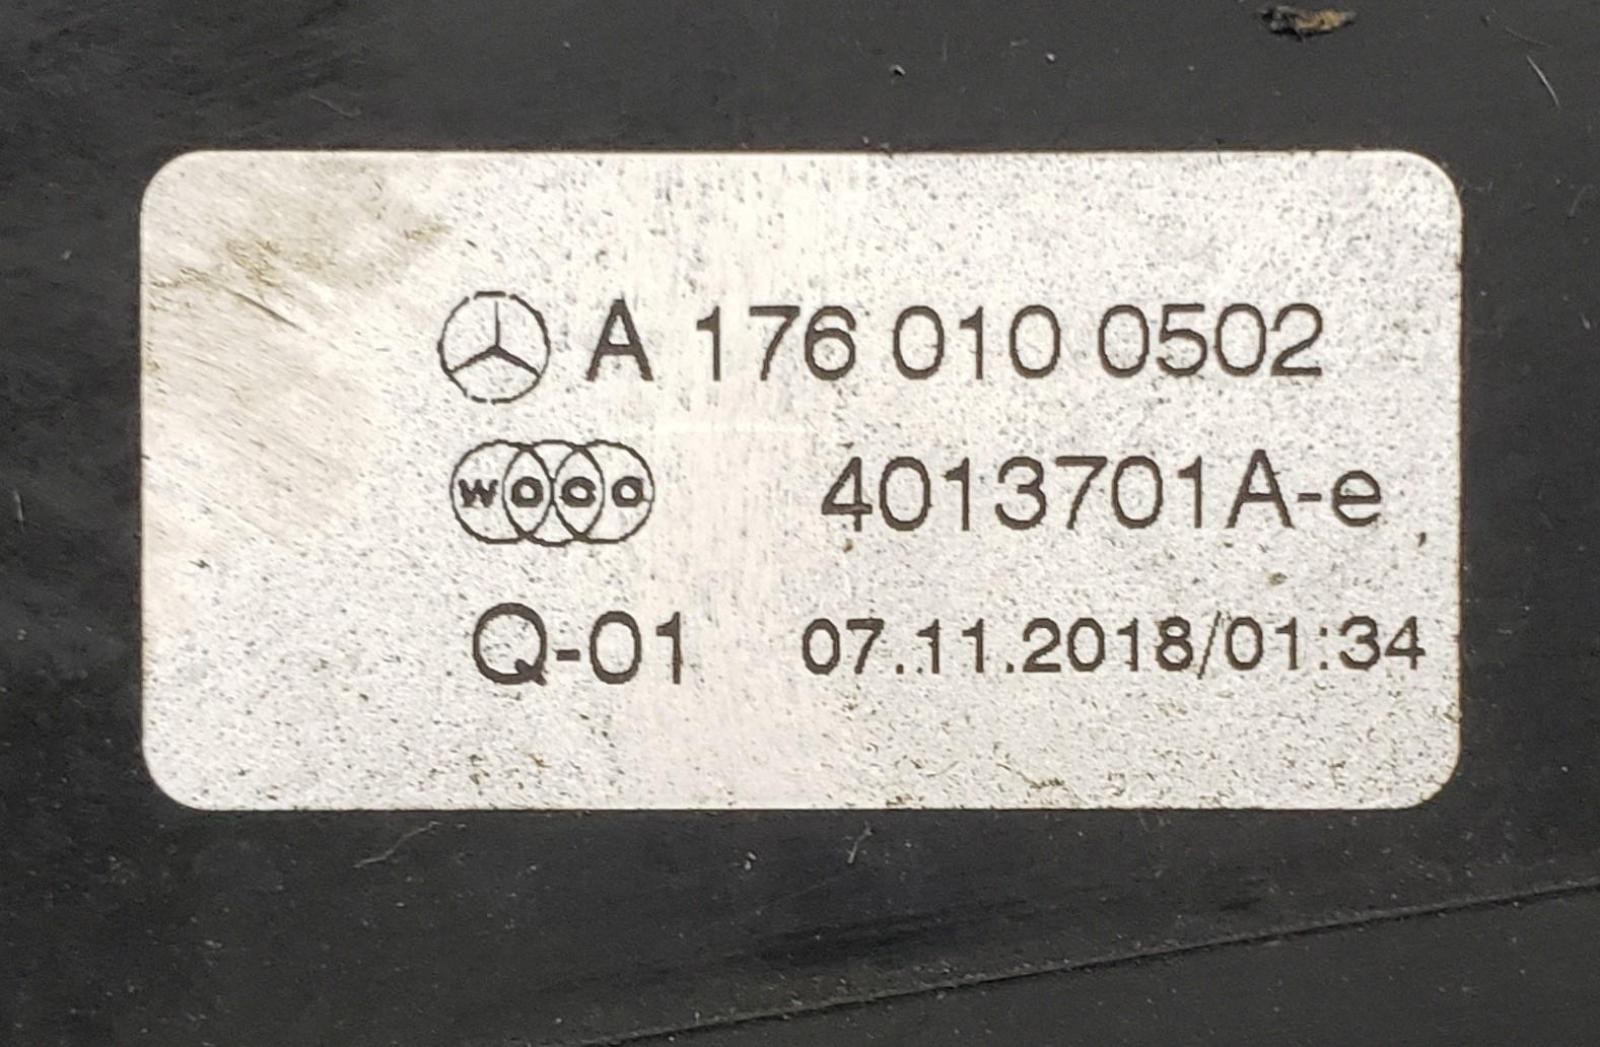 A 176 010 0502
woco 4013701A-e
Q-01 07.11.2018/01:34